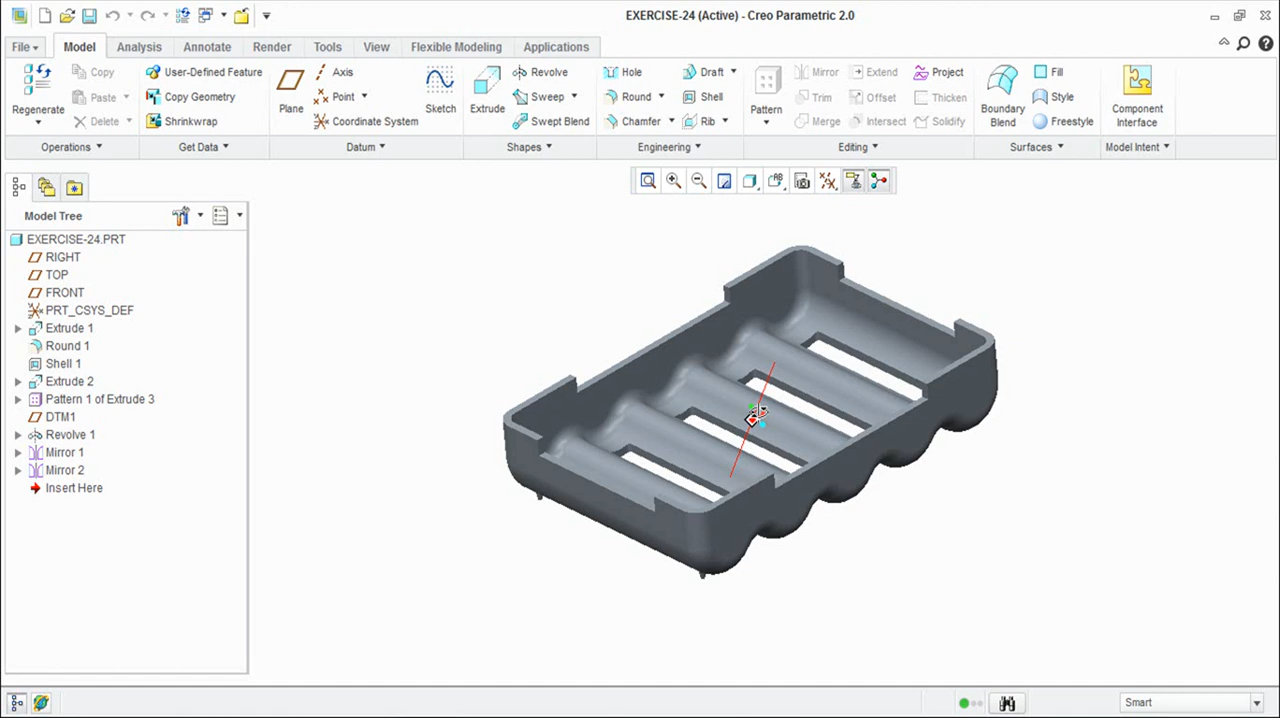 EXERCISE-24 (Active) - Creo Parametric 2.0
File Model Analysis Annotate Render Tools View Flexible Modeling Applications
Regenerate
Copy
Paste
Delete
Operations
User-Defined Feature
Copy Geometry
Shrinkwrap
Get Data
Plane
Axis
Point
Coordinate System
Sketch
Datum
Extrude
Revolve
Sweep
Swept Blend
Shapes
Hole
Round
Chamfer
Draft
Shell
Rib
Engineering
Pattern
Mirror
Trim
Merge
Extend
Offset
Intersect
Project
Thicken
Solidify
Editing
Boundary
Blend
Fill
Style
Freestyle
Surfaces
Component
Interface
Model Intent
Model Tree
EXERCISE-24.PRT
RIGHT
TOP
FRONT
PRT_CSYS_DEF
Extrude 1
Round 1
Shell 1
Extrude 2
Pattern 1 of Extrude 3
DTM1
Revolve 1
Mirror 1
Mirror 2
Insert Here
Smart